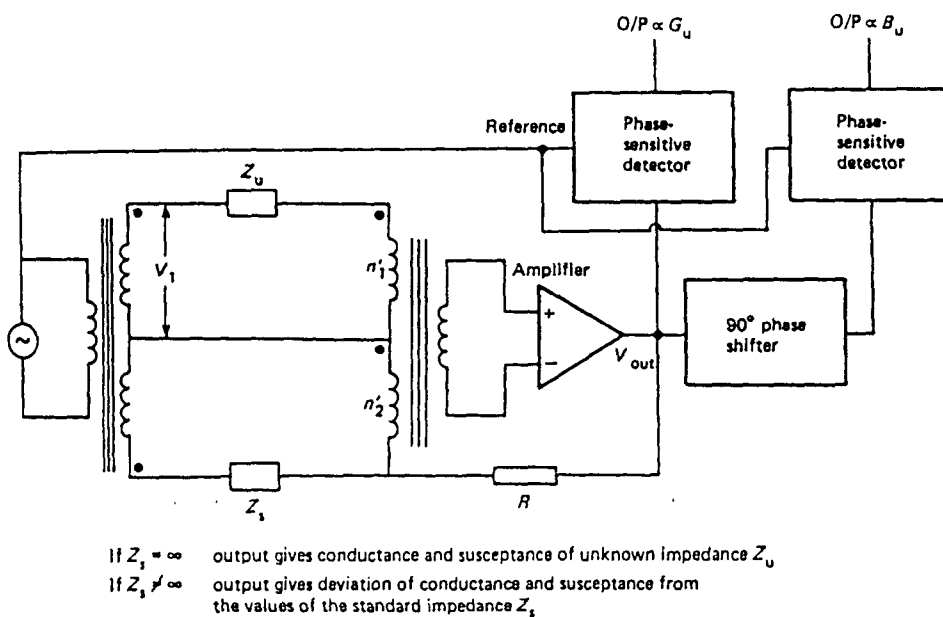 O/P ∝ G_u
O/P ∝ B_u
Reference
Phase-
sensitive
detector
Phase-
sensitive
detector
Z_u
V_1
n'_1
Amplifier
+
−
V_out
90° phase
shifter
~
n'_2
Z_s
R
If Z_s = ∞ output gives conductance and susceptance of unknown impedance Z_u
If Z_s ≠ ∞ output gives deviation of conductance and susceptance from
the values of the standard impedance Z_s